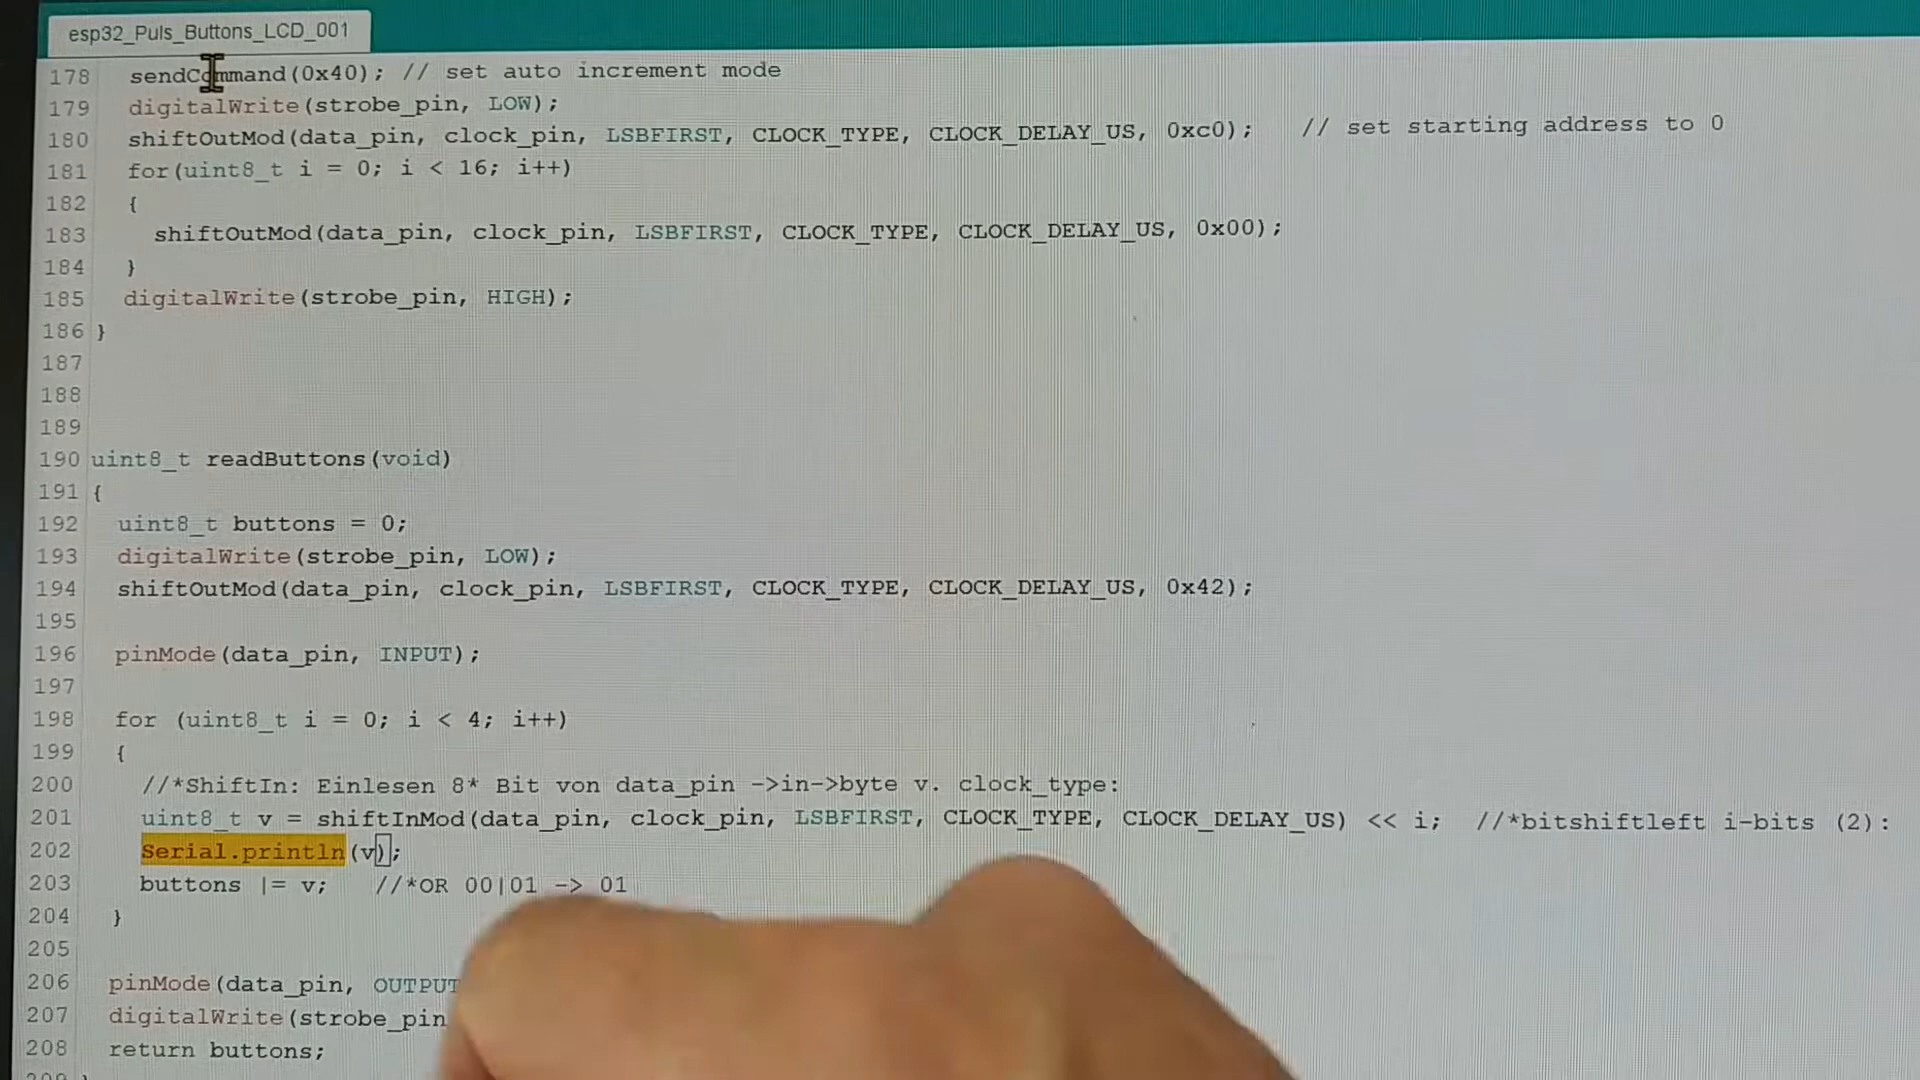 esp32_Puls_Buttons_LCD_001
178 sendCommand(0x40); // set auto increment mode
179 digitalWrite(strobe_pin, LOW);
180 shiftOutMod(data_pin, clock_pin, LSBFIRST, CLOCK_TYPE, CLOCK_DELAY_US, 0xc0); // set starting address to 0
181 for(uint8_t i = 0; i < 16; i++)
182 {
183 shiftOutMod(data_pin, clock_pin, LSBFIRST, CLOCK_TYPE, CLOCK_DELAY_US, 0x00);
184 }
185 digitalWrite(strobe_pin, HIGH);
186 }
187
188
189
190 uint8_t readButtons(void)
191 {
192 uint8_t buttons = 0;
193 digitalWrite(strobe_pin, LOW);
194 shiftOutMod(data_pin, clock_pin, LSBFIRST, CLOCK_TYPE, CLOCK_DELAY_US, 0x42);
195
196 pinMode(data_pin, INPUT);
197
198 for (uint8_t i = 0; i < 4; i++)
199 {
200 //*ShiftIn: Einlesen 8* Bit von data_pin ->in->byte v. clock_type:
201 uint8_t v = shiftInMod(data_pin, clock_pin, LSBFIRST, CLOCK_TYPE, CLOCK_DELAY_US) << i; //*bitshiftleft i-bits (2):
202 Serial.println(v);
203 buttons |= v; //*OR 00|01 -> 01
204 }
205
206 pinMode(data_pin, OUTPUT
207 digitalWrite(strobe_pin
208 return buttons;